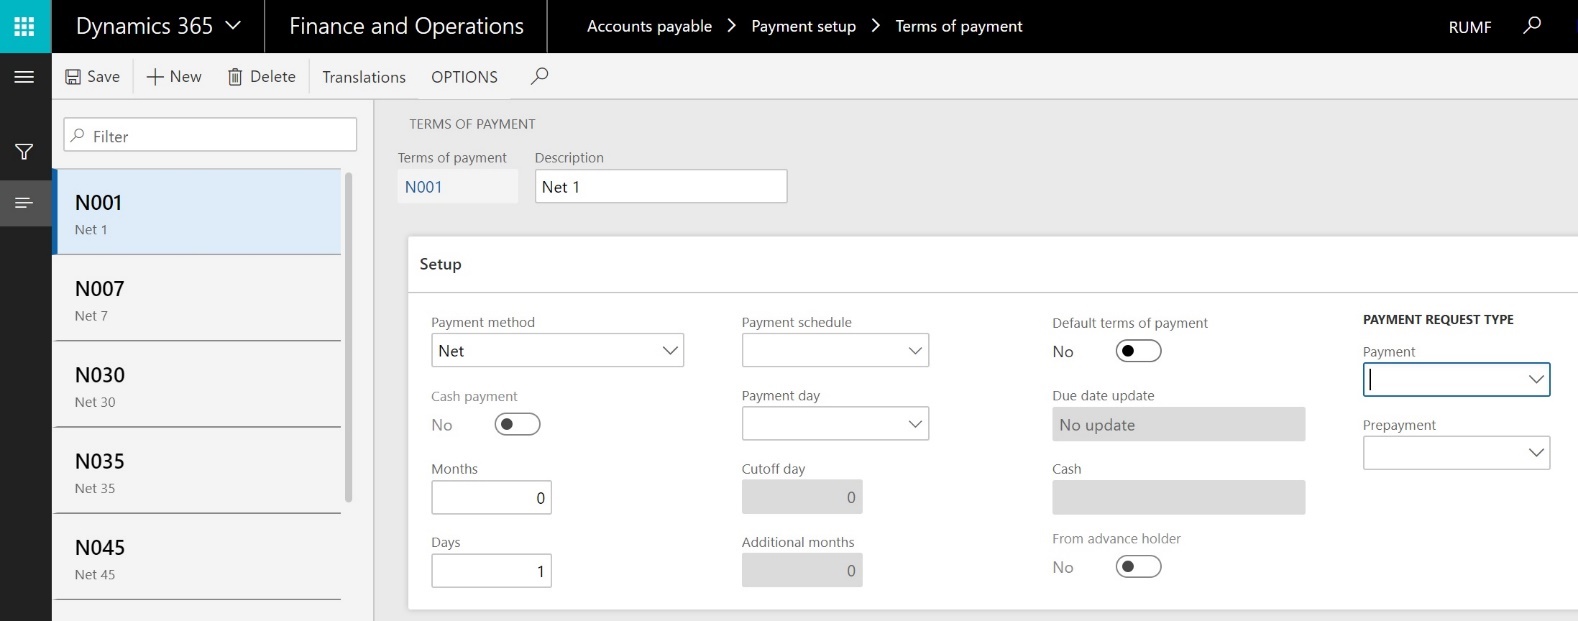 Dynamics 365
Finance and Operations
Accounts payable > Payment setup > Terms of payment
RUMF
Save
New
Delete
Translations
OPTIONS
Filter
N001
Net 1
N007
Net 7
N030
Net 30
N035
Net 35
N045
Net 45
TERMS OF PAYMENT
Terms of payment
N001
Description
Net 1
Setup
Payment method
Net
Cash payment
No
Months
0
Days
1
Payment schedule
Payment day
Cutoff day
0
Additional months
0
Default terms of payment
No
Due date update
No update
Cash
From advance holder
No
PAYMENT REQUEST TYPE
Payment
Prepayment